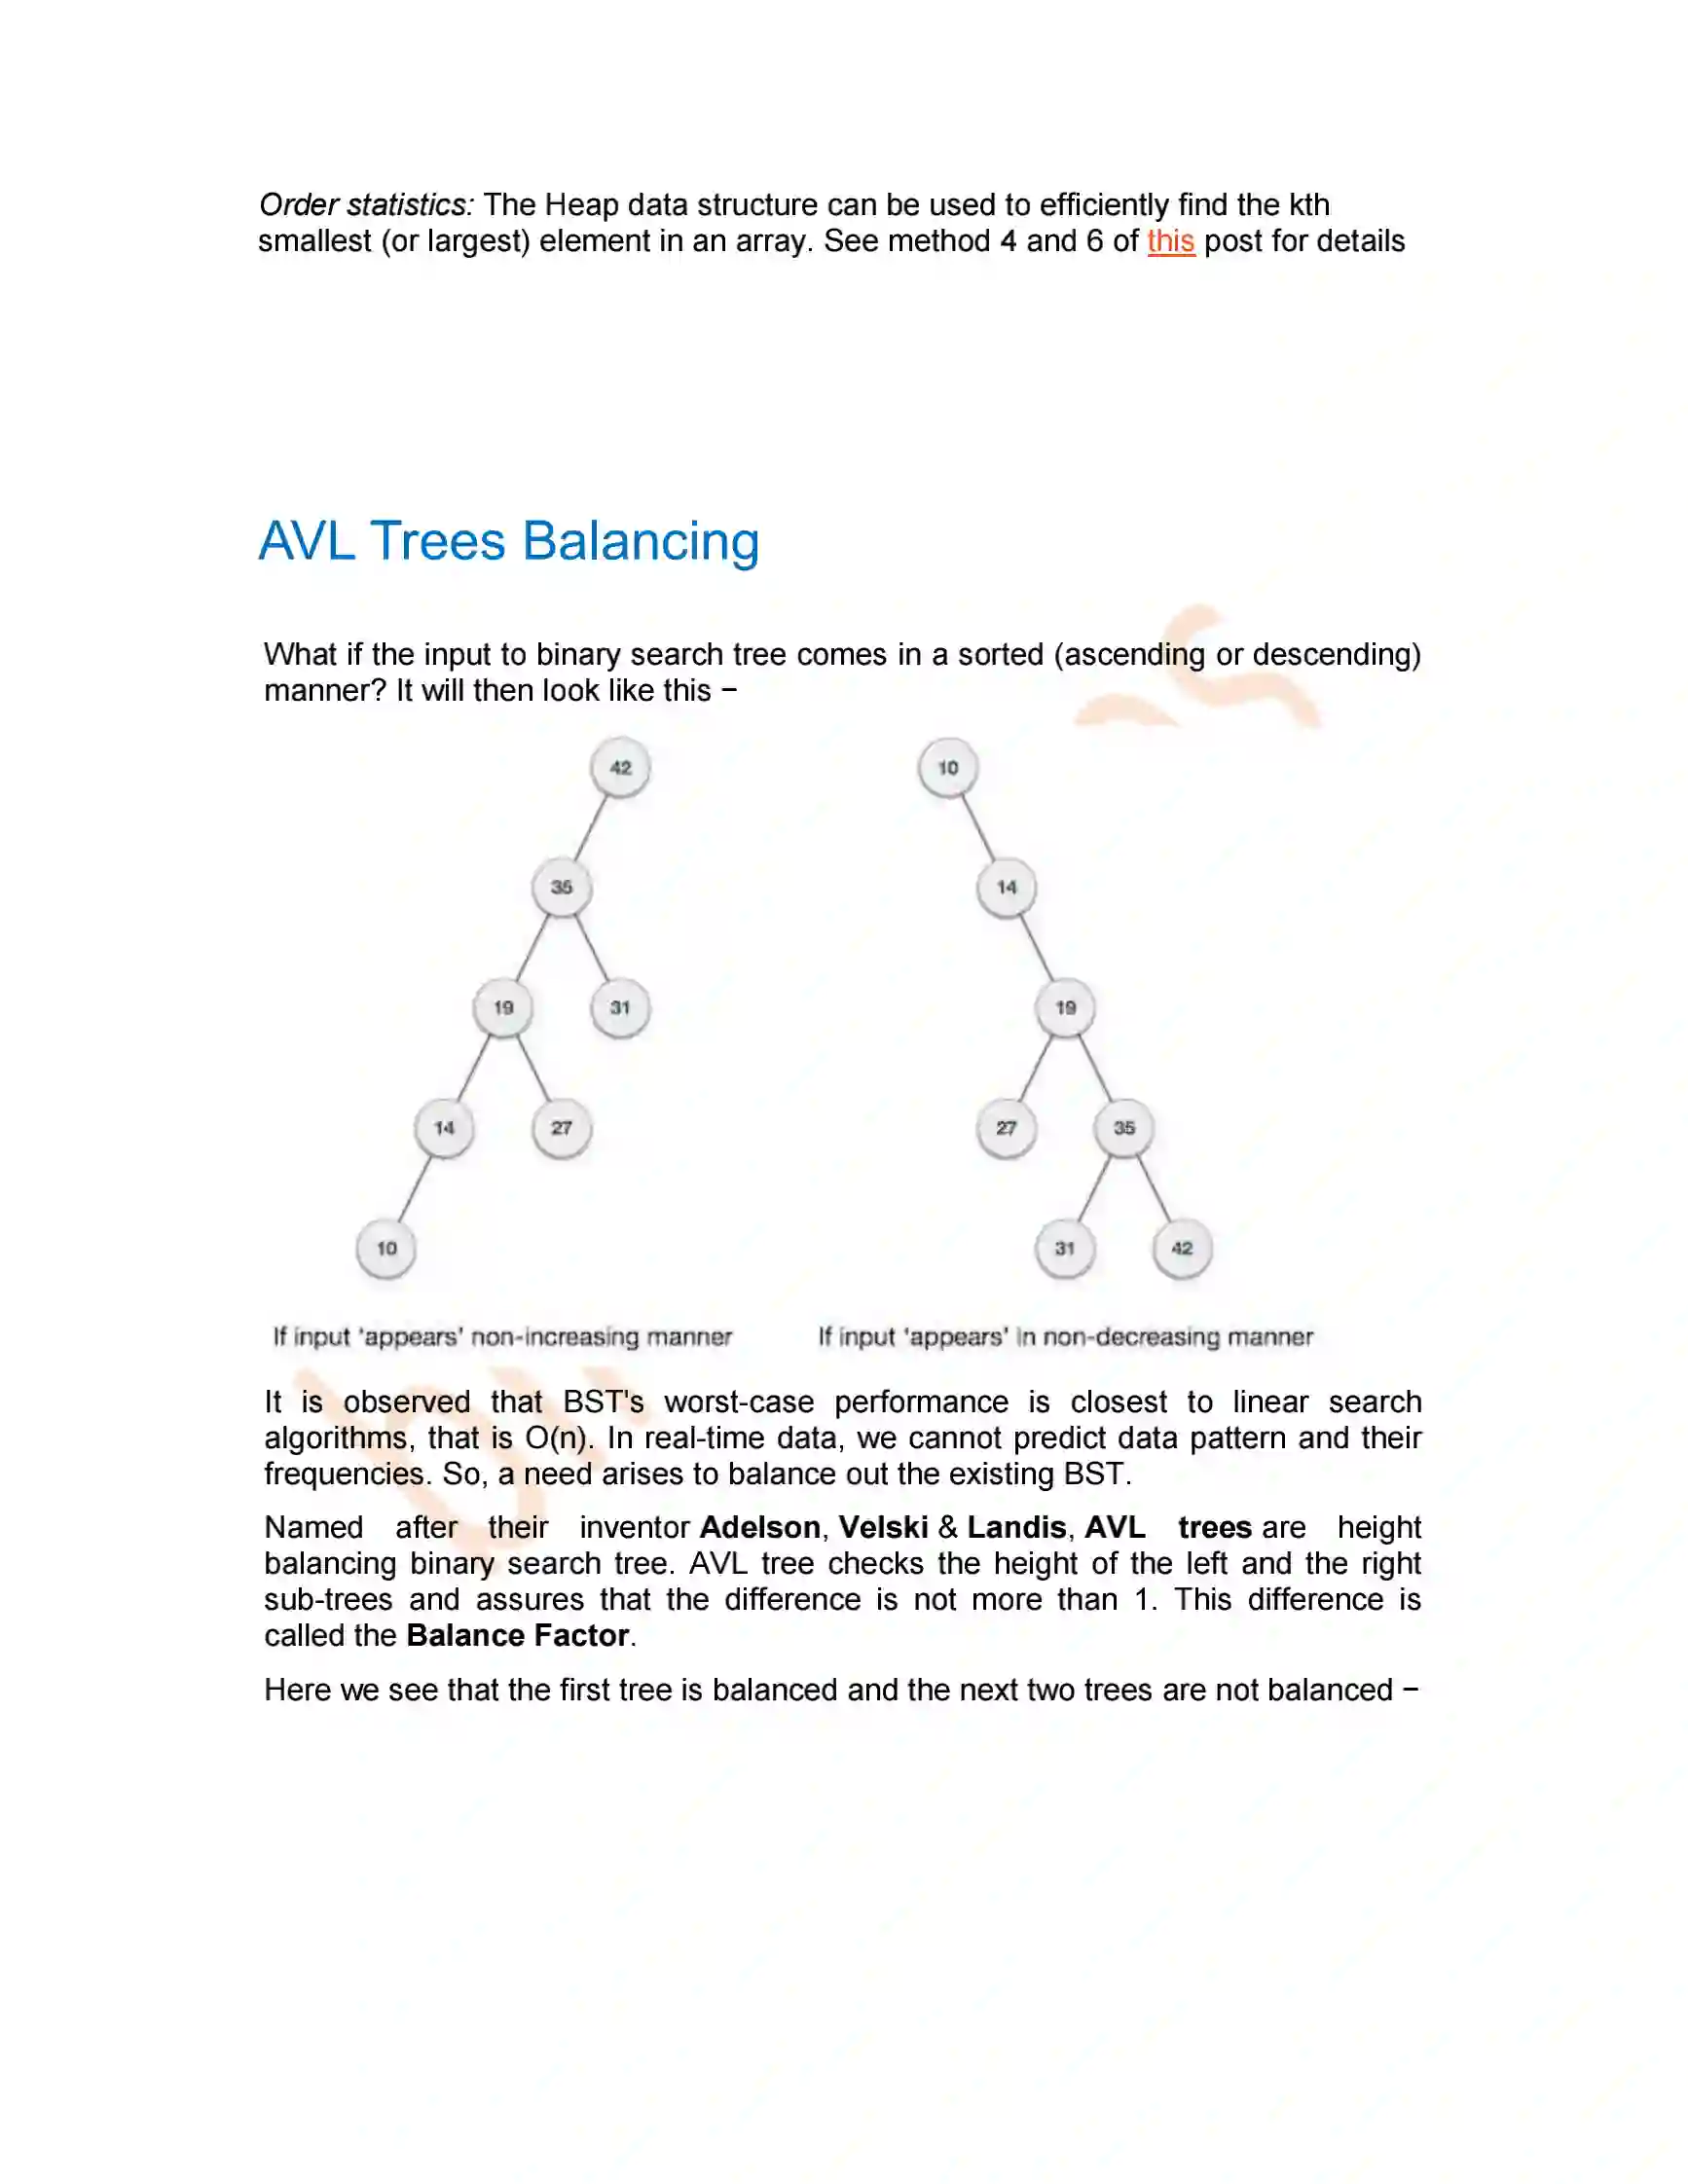 Order statistics: The Heap data structure can be used to efficiently find the kth
smallest (or largest) element in an array. See method 4 and 6 of this post for details
AVL Trees Balancing
What if the input to binary search tree comes in a sorted (ascending or descending)
manner? It will then look like this −
42
35
19
31
14
27
10
If input 'appears' non-increasing manner
10
14
19
27
35
31
42
If input 'appears' in non-decreasing manner
It is observed that BST's worst-case performance is closest to linear search
algorithms, that is Ο(n). In real-time data, we cannot predict data pattern and their
frequencies. So, a need arises to balance out the existing BST.
Named after their inventor Adelson, Velski & Landis, AVL trees are height
balancing binary search tree. AVL tree checks the height of the left and the right
sub-trees and assures that the difference is not more than 1. This difference is
called the Balance Factor.
Here we see that the first tree is balanced and the next two trees are not balanced −